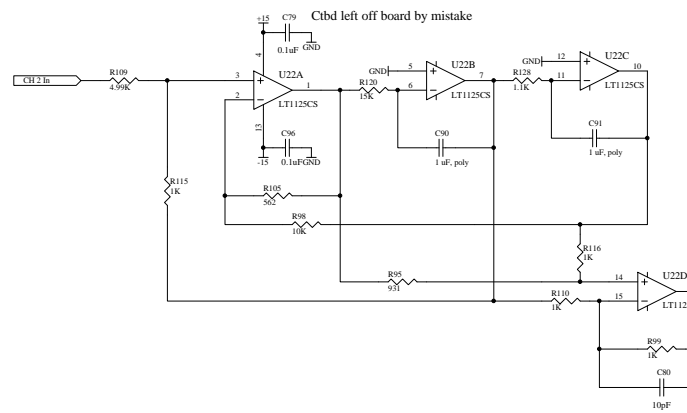 Ctbd left off board by mistake
+15
C79
0.1uF
GND
4
CH 2 In
R109
4.99K
3
2
U22A
1
LT1125CS
13
C96
0.1uF
GND
-15
R120
15K
GND
5
6
U22B
7
LT1125CS
C90
1 uF, poly
R128
1.1K
GND
12
11
U22C
10
LT1125CS
C91
1 uF, poly
R115
1K
R105
562
R98
10K
R116
1K
R95
931
R110
1K
14
15
U22D
LT112
R99
1K
C80
10pF